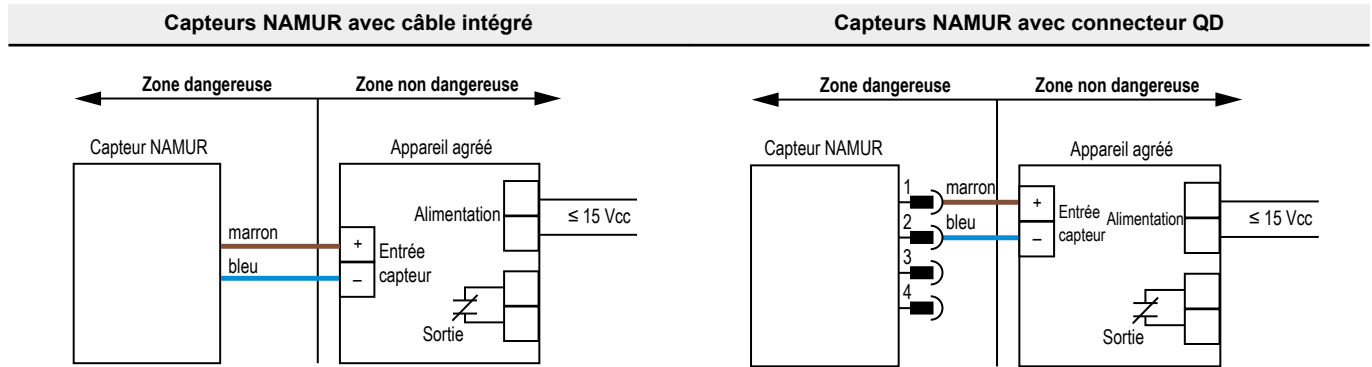 Capteurs NAMUR avec câble intégré
Zone dangereuse
Zone non dangereuse
Capteur NAMUR
Appareil agréé
Alimentation
≤ 15 Vcc
marron
+
Entrée
capteur
bleu
–
Sortie
Capteurs NAMUR avec connecteur QD
Zone dangereuse
Zone non dangereuse
Capteur NAMUR
Appareil agréé
1
marron
+
Entrée
capteur
Alimentation
≤ 15 Vcc
2
bleu
–
3
4
Sortie